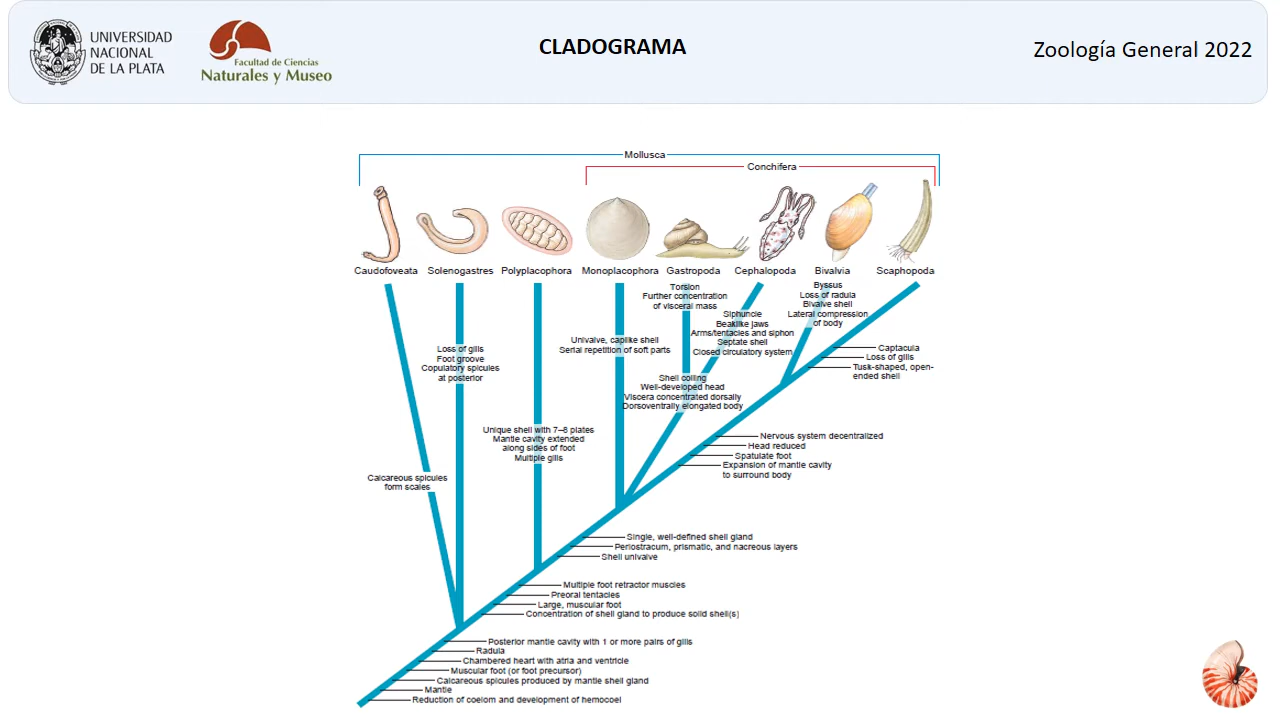 UNIVERSIDAD
NACIONAL
DE LA PLATA
Facultad de Ciencias
Naturales y Museo
CLADOGRAMA
Zoología General 2022
Mollusca
Conchifera
Caudofoveata
Solenogastres
Polyplacophora
Monoplacophora
Gastropoda
Cephalopoda
Bivalvia
Scaphopoda
Torsion
Further concentration
of visceral mass
Byssus
Loss of radula
Bivalve shell
Lateral compression
of body
Siphuncle
Beaklike jaws
Arms/tentacles and siphon
Septate shell
Closed circulatory system
Univalve, caplike shell
Serial repetition of soft parts
Loss of gills
Foot groove
Copulatory spicules
at posterior
Captacula
Loss of gills
Tusk-shaped, open-
ended shell
Shell coiling
Well-developed head
Viscera concentrated dorsally
Dorsoventrally elongated body
Unique shell with 7–8 plates
Mantle cavity extended
along sides of foot
Multiple gills
Nervous system decentralized
Head reduced
Spatulate foot
Expansion of mantle cavity
to surround body
Calcareous spicules
form scales
Single, well-defined shell gland
Periostracum, prismatic, and nacreous layers
Shell univalve
Multiple foot retractor muscles
Preoral tentacles
Large, muscular foot
Concentration of shell gland to produce solid shell(s)
Posterior mantle cavity with 1 or more pairs of gills
Radula
Chambered heart with atria and ventricle
Muscular foot (or foot precursor)
Calcareous spicules produced by mantle shell gland
Mantle
Reduction of coelom and development of hemocoel